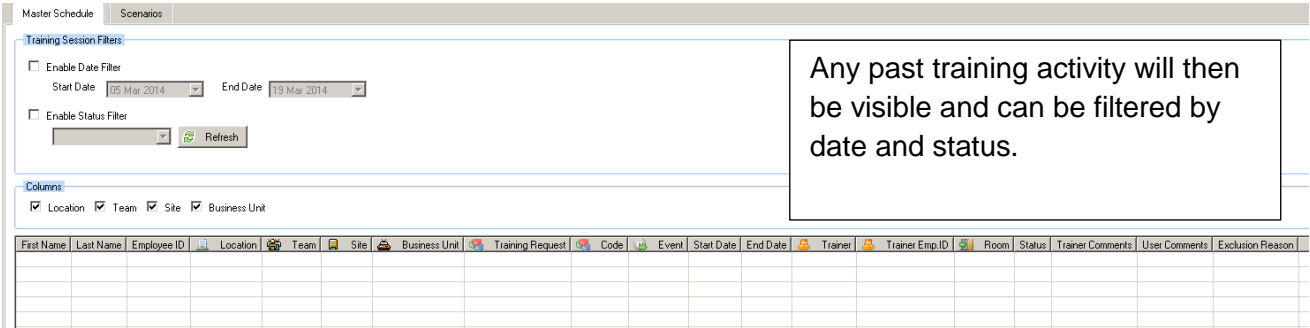 Master Schedule Scenarios
Training Session Filters
Enable Date Filter
Start Date 05 Mar 2014 End Date 19 Mar 2014
Enable Status Filter
Refresh
Any past training activity will then
be visible and can be filtered by
date and status.
Columns
Location Team Site Business Unit
First Name Last Name Employee ID Location Team Site Business Unit Training Request Code Event Start Date End Date Trainer Trainer Emp.ID Room Status Trainer Comments User Comments Exclusion Reason